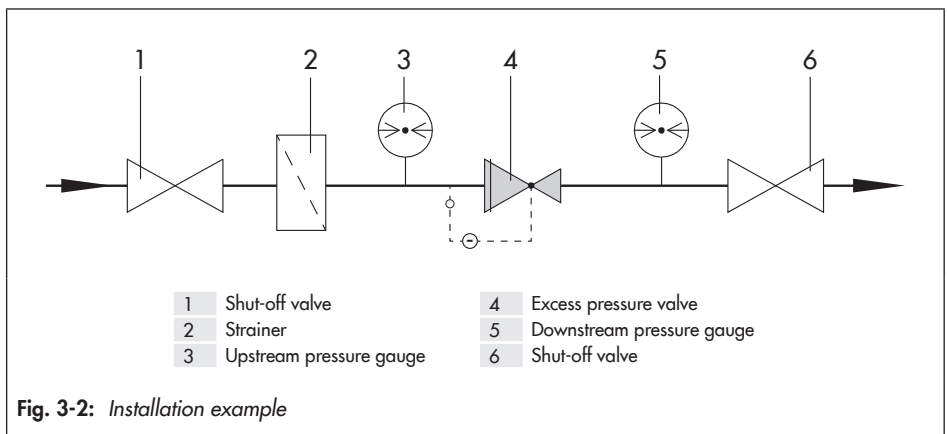 1 2 3 4 5 6
1 Shut-off valve
2 Strainer
3 Upstream pressure gauge
4 Excess pressure valve
5 Downstream pressure gauge
6 Shut-off valve
Fig. 3-2: Installation example